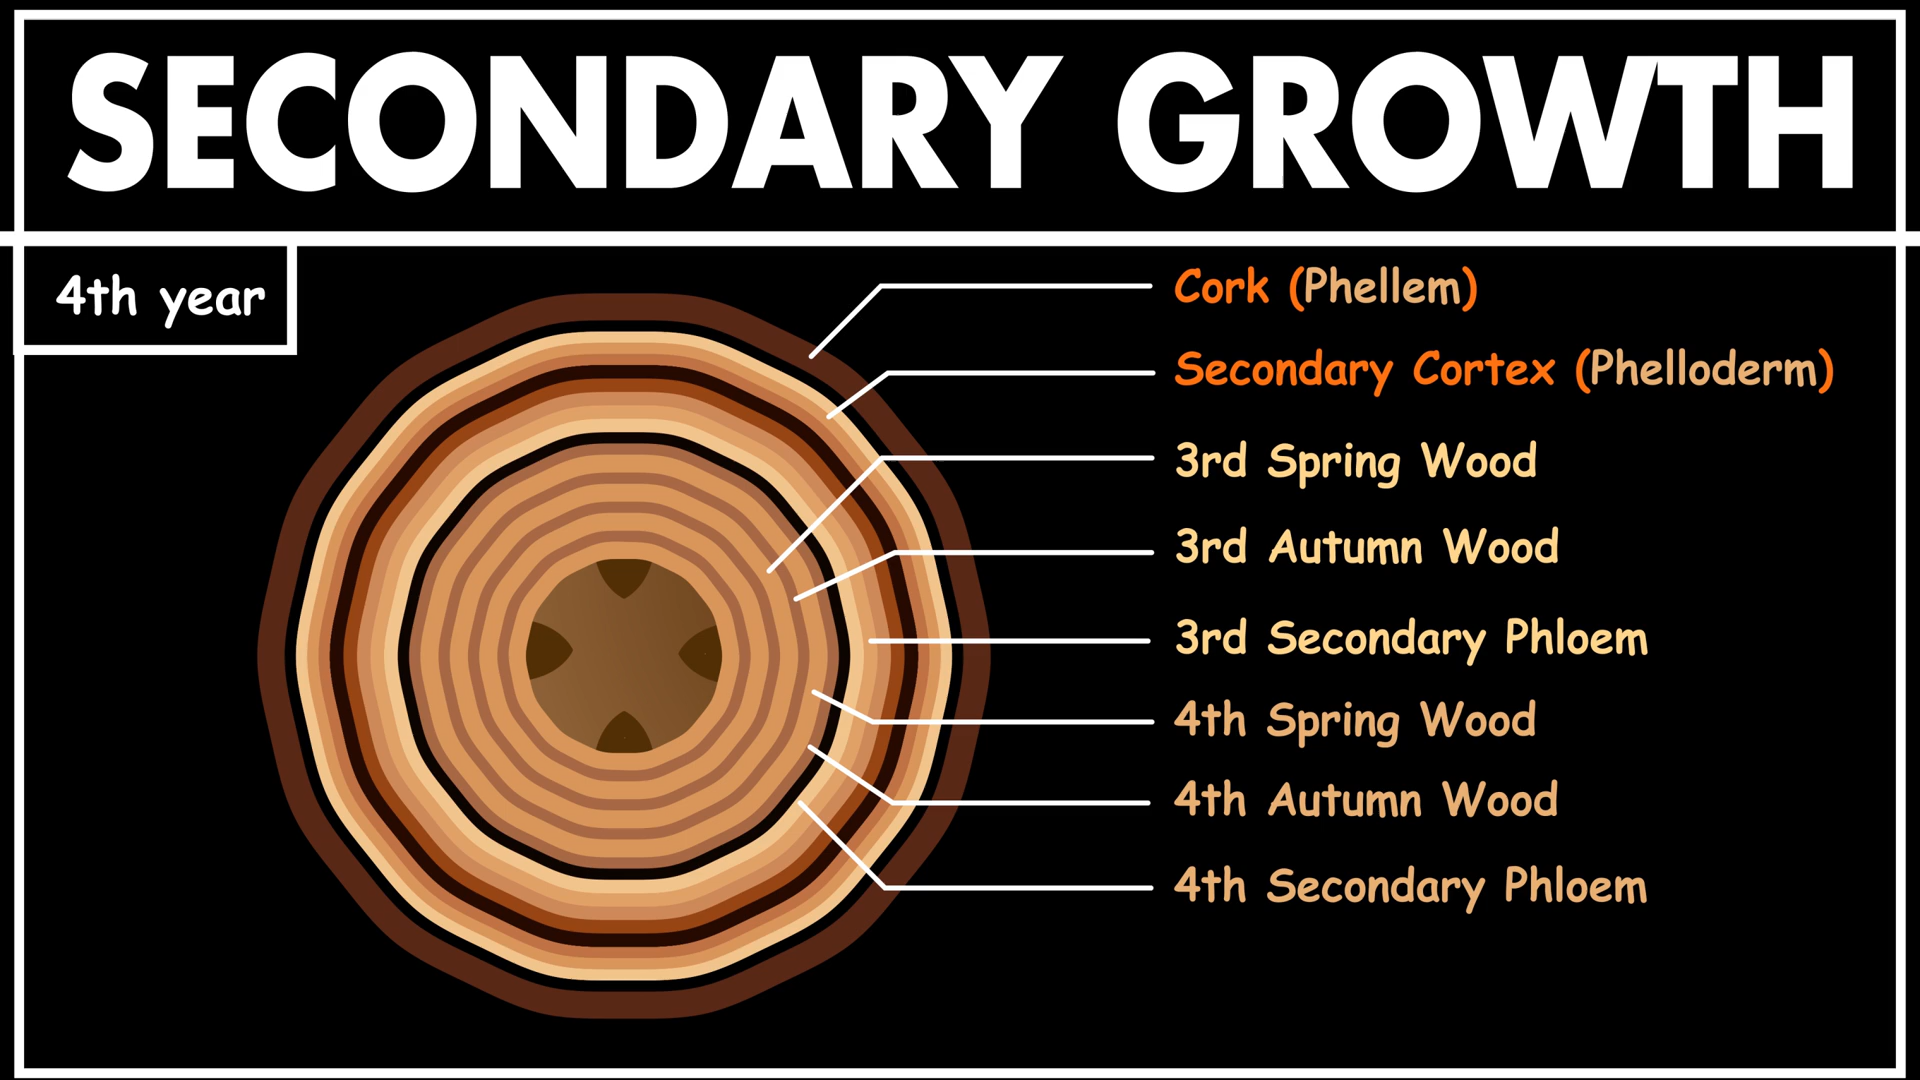 SECONDARY GROWTH
4th year
Cork (Phellem)
Secondary Cortex (Phelloderm)
3rd Spring Wood
3rd Autumn Wood
3rd Secondary Phloem
4th Spring Wood
4th Autumn Wood
4th Secondary Phloem